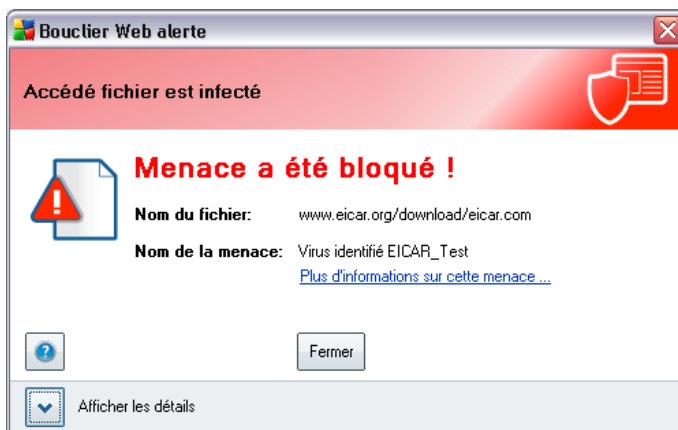 Bouclier Web alerte
Accédé fichier est infecté
Menace a été bloqué !
Nom du fichier: www.eicar.org/download/eicar.com
Nom de la menace: Virus identifié EICAR_Test
Plus d'informations sur cette menace ...
Fermer
Afficher les détails